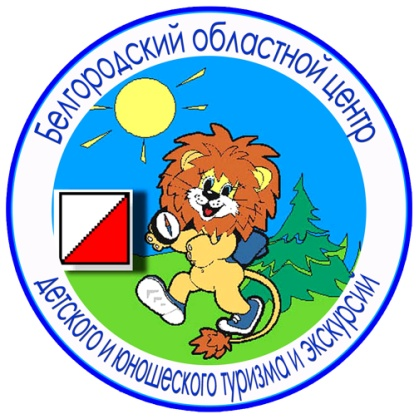 Белгородский областной центр
детского и юношеского туризма и экскурсий